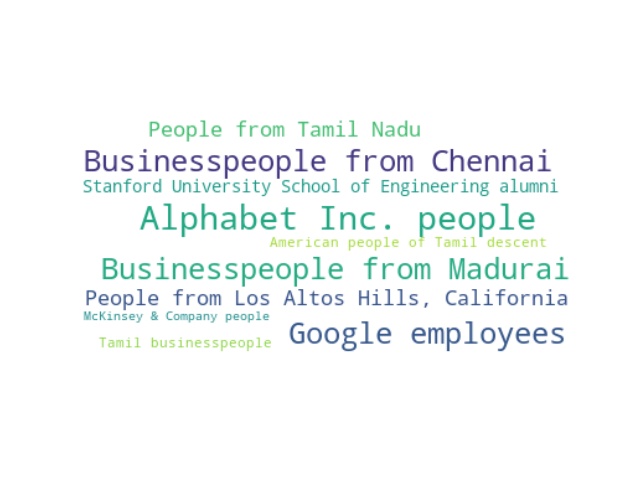 People from Tamil Nadu
Businesspeople from Chennai
Stanford University School of Engineering alumni
Alphabet Inc. people
American people of Tamil descent
Businesspeople from Madurai
People from Los Altos Hills, California
McKinsey & Company people
Google employees
Tamil businesspeople